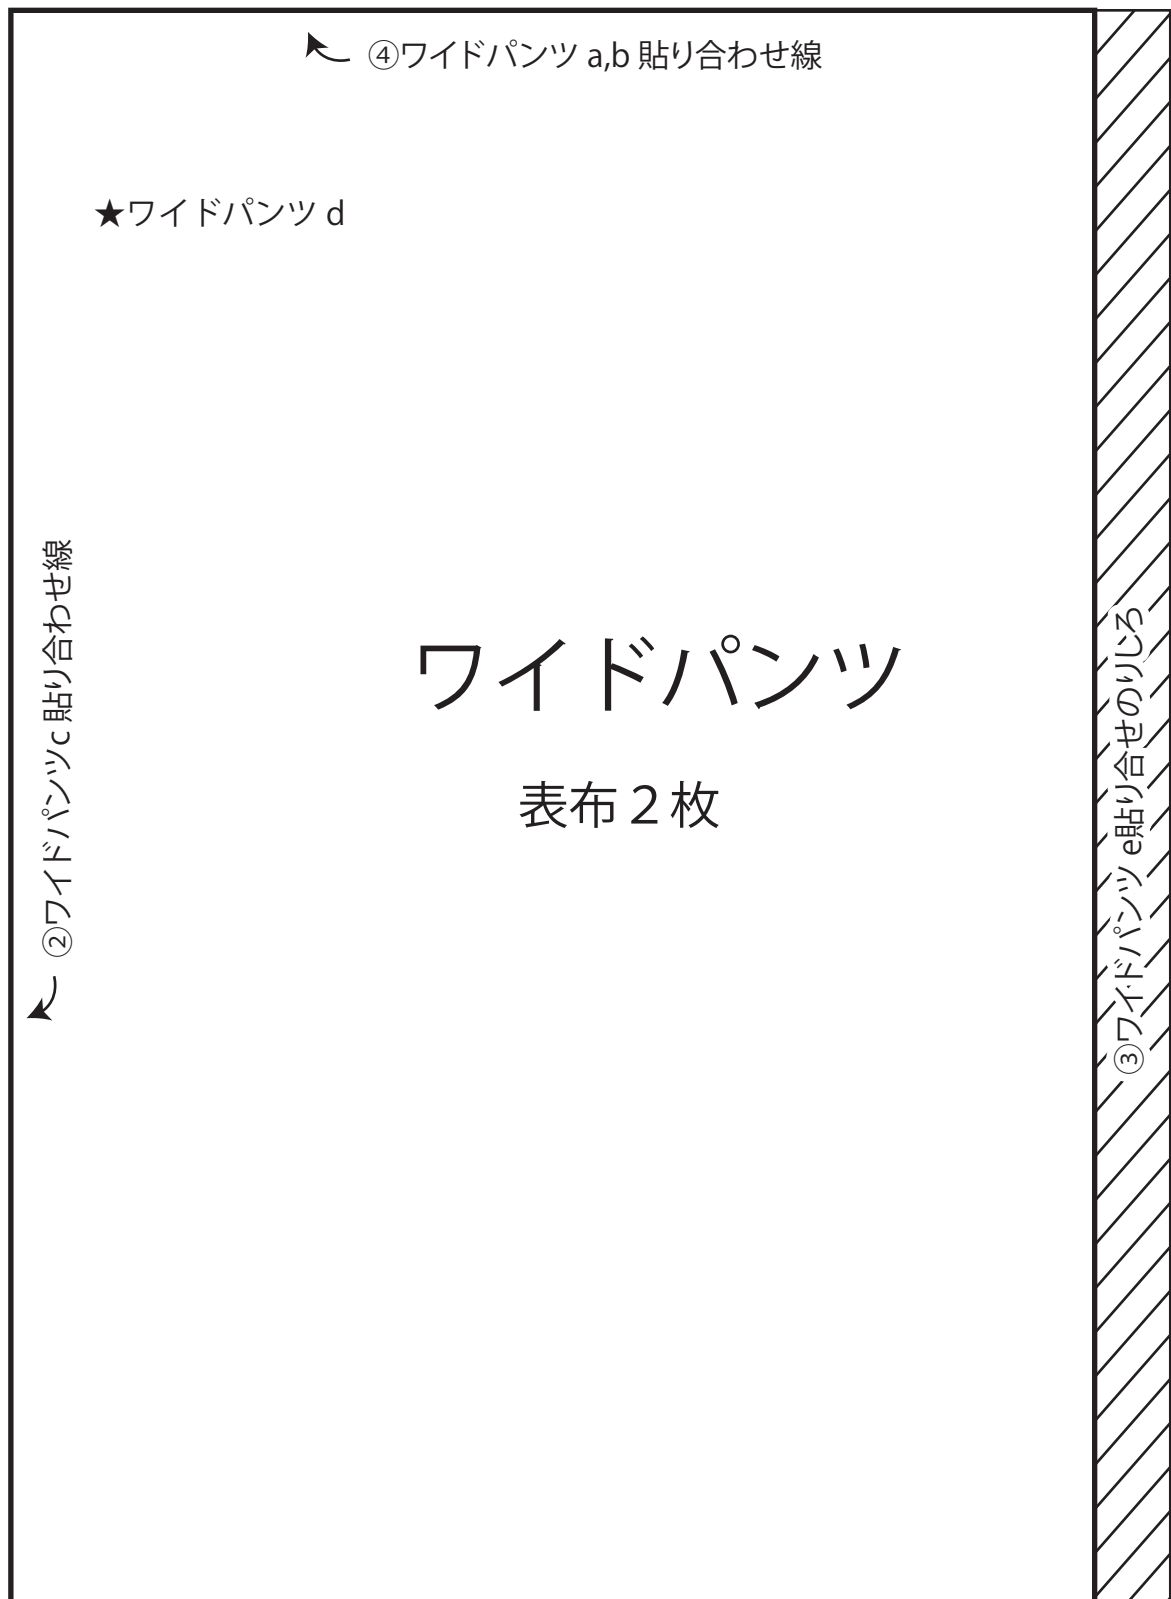 ④ワイドパンツ a,b 貼り合わせ線
★ワイドパンツ d
②ワイドパンツc 貼り合わせ線
ワイドパンツ
表布２枚
③ワイドパンツ e貼り合せのりしろ